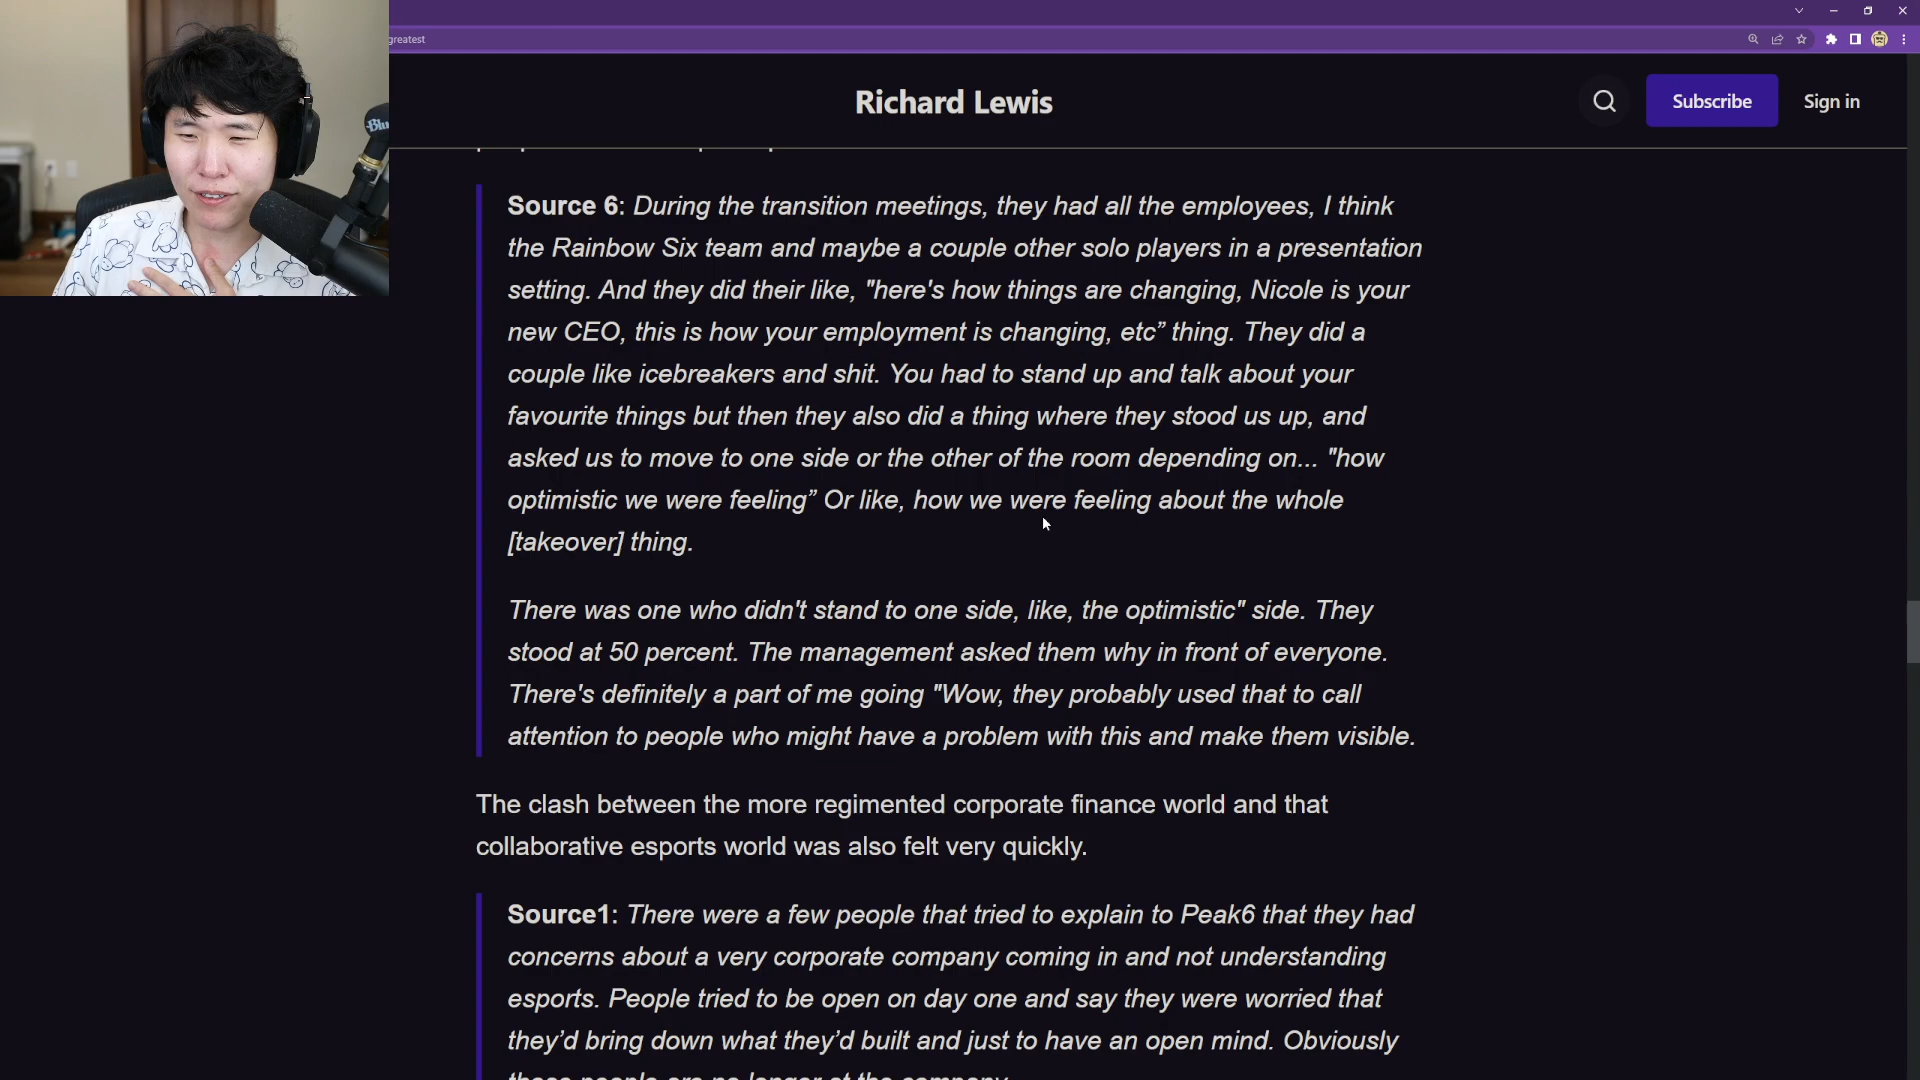 greatest
Richard Lewis
Subscribe
Sign in
Blu
Source 6: During the transition meetings, they had all the employees, I think
the Rainbow Six team and maybe a couple other solo players in a presentation
setting. And they did their like, "here's how things are changing, Nicole is your
new CEO, this is how your employment is changing, etc” thing. They did a
couple like icebreakers and shit. You had to stand up and talk about your
favourite things but then they also did a thing where they stood us up, and
asked us to move to one side or the other of the room depending on... "how
optimistic we were feeling” Or like, how we were feeling about the whole
[takeover] thing.
There was one who didn't stand to one side, like, the optimistic" side. They
stood at 50 percent. The management asked them why in front of everyone.
There's definitely a part of me going "Wow, they probably used that to call
attention to people who might have a problem with this and make them visible.
The clash between the more regimented corporate finance world and that
collaborative esports world was also felt very quickly.
Source1: There were a few people that tried to explain to Peak6 that they had
concerns about a very corporate company coming in and not understanding
esports. People tried to be open on day one and say they were worried that
they’d bring down what they’d built and just to have an open mind. Obviously
those people are no longer at the company.